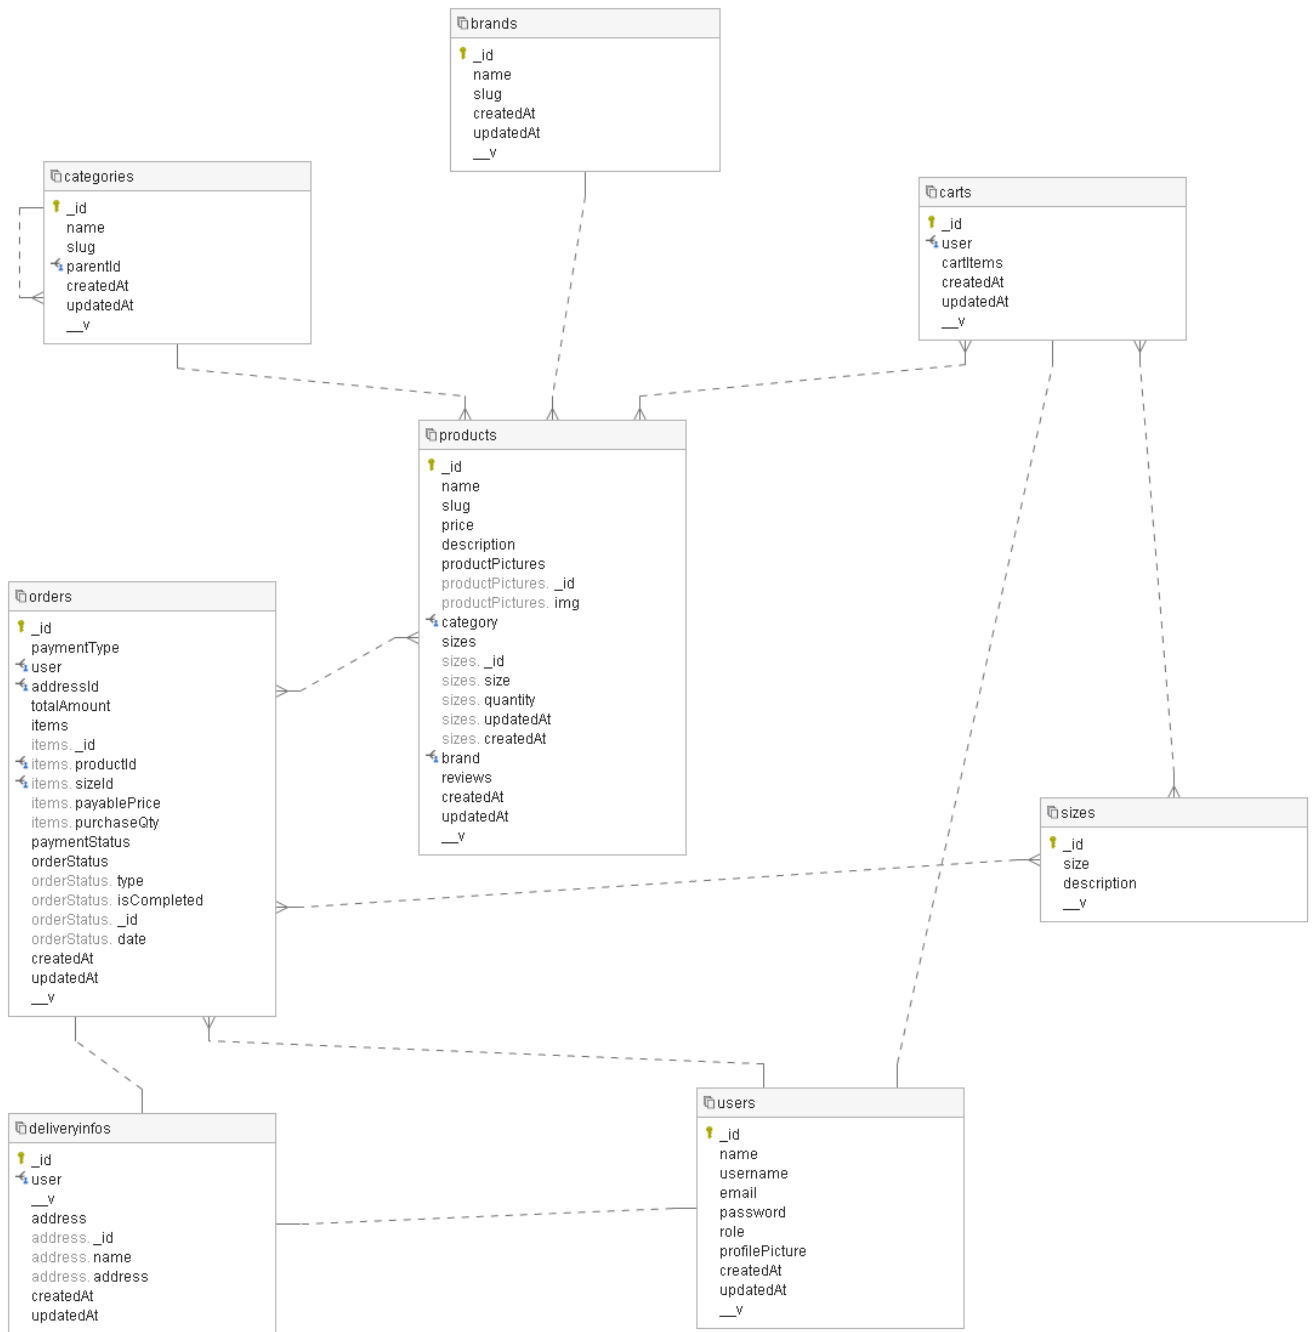 brands
_id
name
slug
createdAt
updatedAt
__v
categories
_id
name
slug
parentId
createdAt
updatedAt
__v
carts
_id
user
cartItems
createdAt
updatedAt
__v
products
_id
name
slug
price
description
productPictures
productPictures. _id
productPictures. img
category
sizes
sizes. _id
sizes. size
sizes. quantity
sizes. updatedAt
sizes. createdAt
brand
reviews
createdAt
updatedAt
__v
orders
_id
paymentType
user
addressId
totalAmount
items
items. _id
items. productId
items. sizeId
items. payablePrice
items. purchaseQty
paymentStatus
orderStatus
orderStatus. type
orderStatus. isCompleted
orderStatus. _id
orderStatus. date
createdAt
updatedAt
__v
sizes
_id
size
description
__v
deliveryinfos
_id
user
__v
address
address. _id
address. name
address. address
createdAt
updatedAt
users
_id
name
username
email
password
role
profilePicture
createdAt
updatedAt
__v